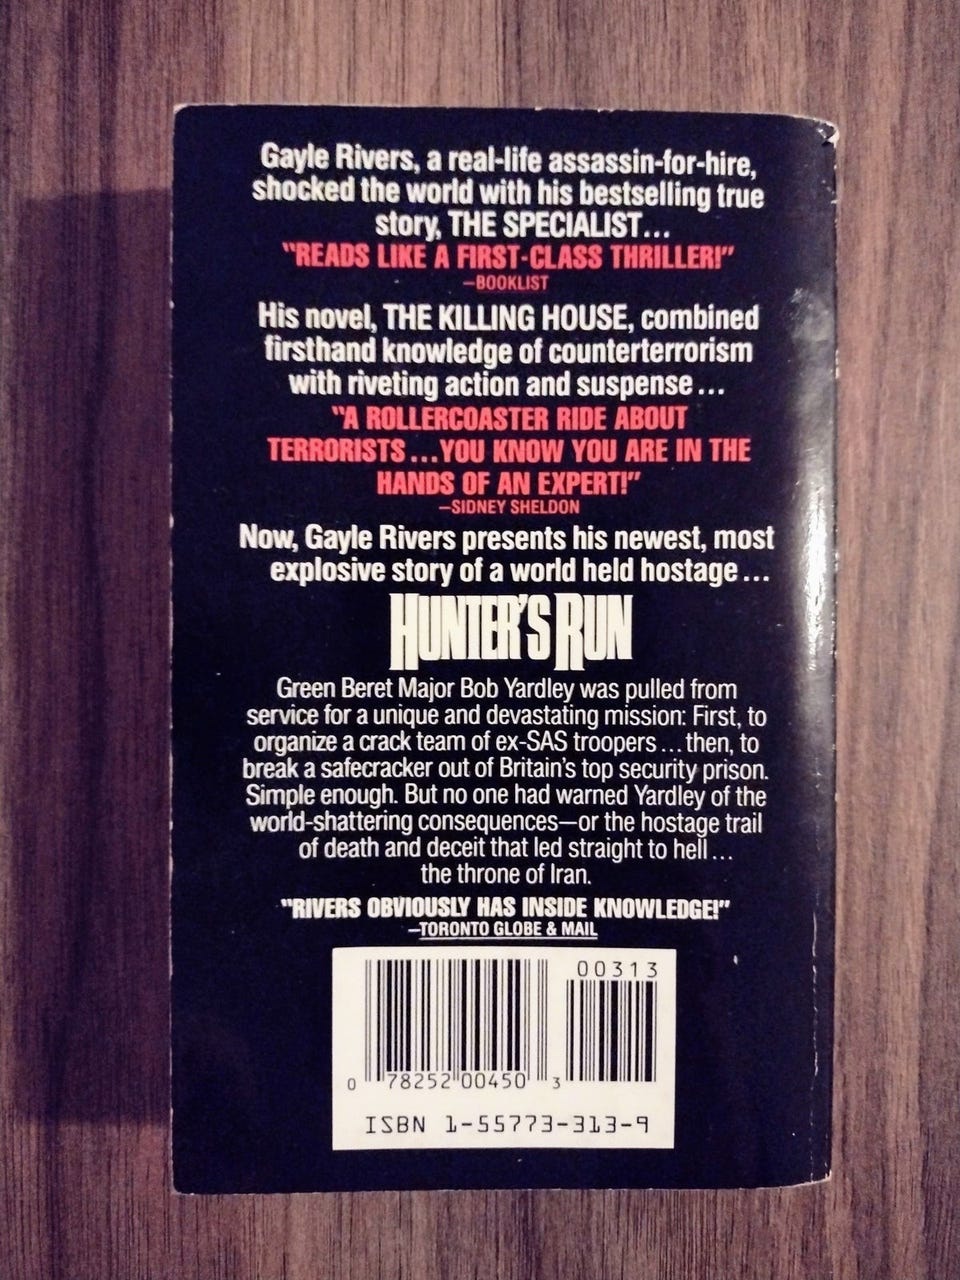 Gayle Rivers, a real-life assassin-for-hire,
shocked the world with his bestselling true
story, THE SPECIALIST...
"READS LIKE A FIRST-CLASS THRILLER!"
—BOOKLIST
His novel, THE KILLING HOUSE, combined
firsthand knowledge of counterterrorism
with riveting action and suspense...
"A ROLLERCOASTER RIDE ABOUT
TERRORISTS...YOU KNOW YOU ARE IN THE
HANDS OF AN EXPERT!"
—SIDNEY SHELDON
Now, Gayle Rivers presents his newest, most
explosive story of a world held hostage...
HUNTER'S RUN
Green Beret Major Bob Yardley was pulled from
service for a unique and devastating mission: First, to
organize a crack team of ex-SAS troopers...then, to
break a safecracker out of Britain's top security prison.
Simple enough. But no one had warned Yardley of the
world-shattering consequences—or the hostage trail
of death and deceit that led straight to hell...
the throne of Iran.
"RIVERS OBVIOUSLY HAS INSIDE KNOWLEDGE!"
—TORONTO GLOBE & MAIL
00313
0 78252 00450 3
ISBN 1-55773-313-9